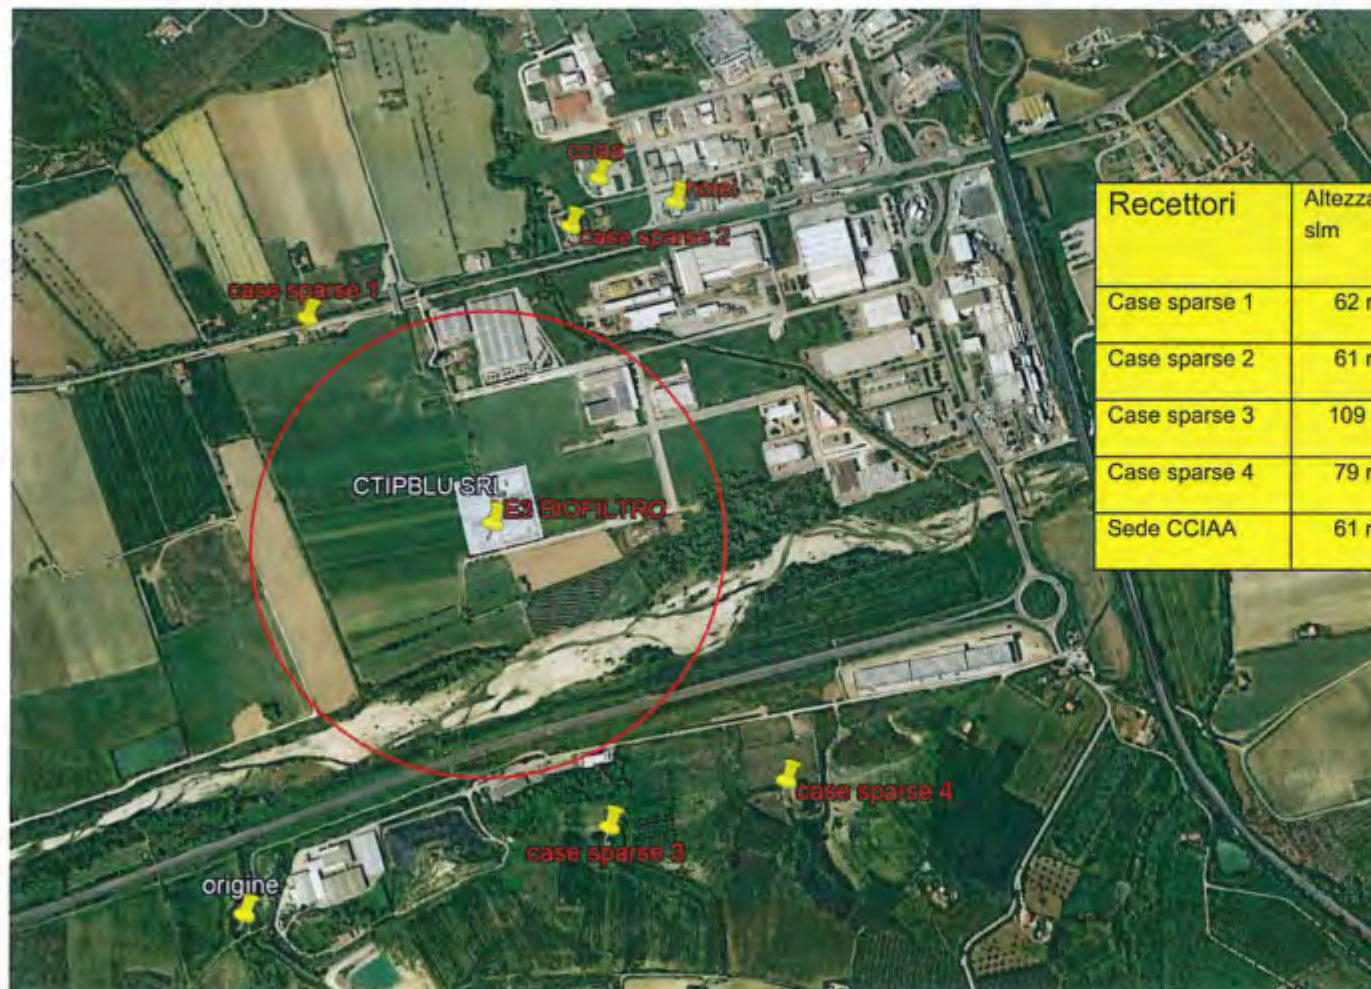 cciaa
hotel
case sparse 2
case sparse 1
CTIPBLU SRL
E3 BIOFILTRO
case sparse 4
case sparse 3
origine
Recettori Altezza
slm
Case sparse 1 62
Case sparse 2 61 m
Case sparse 3 109
Case sparse 4 79 m
Sede CCIAA 61 m